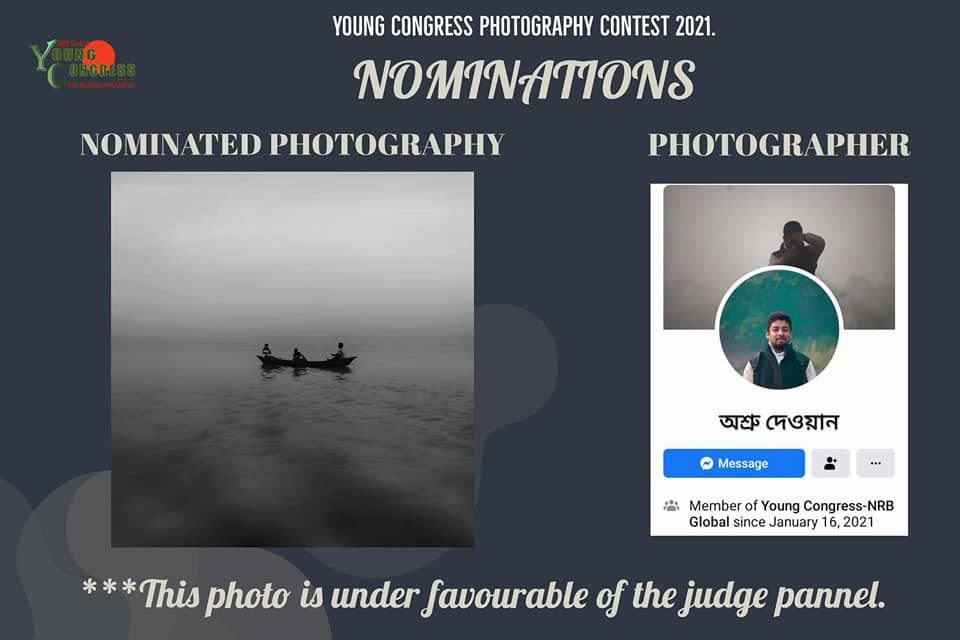 YOUNG CONGRESS PHOTOGRAPHY CONTEST 2021.
YOUNG
CONGRESS
NOMINATIONS
NOMINATED PHOTOGRAPHY
PHOTOGRAPHER
অশ্রু দেওয়ান
Message
Member of Young Congress-NRB
Global since January 16, 2021
***This photo is under favourable of the judge pannel.